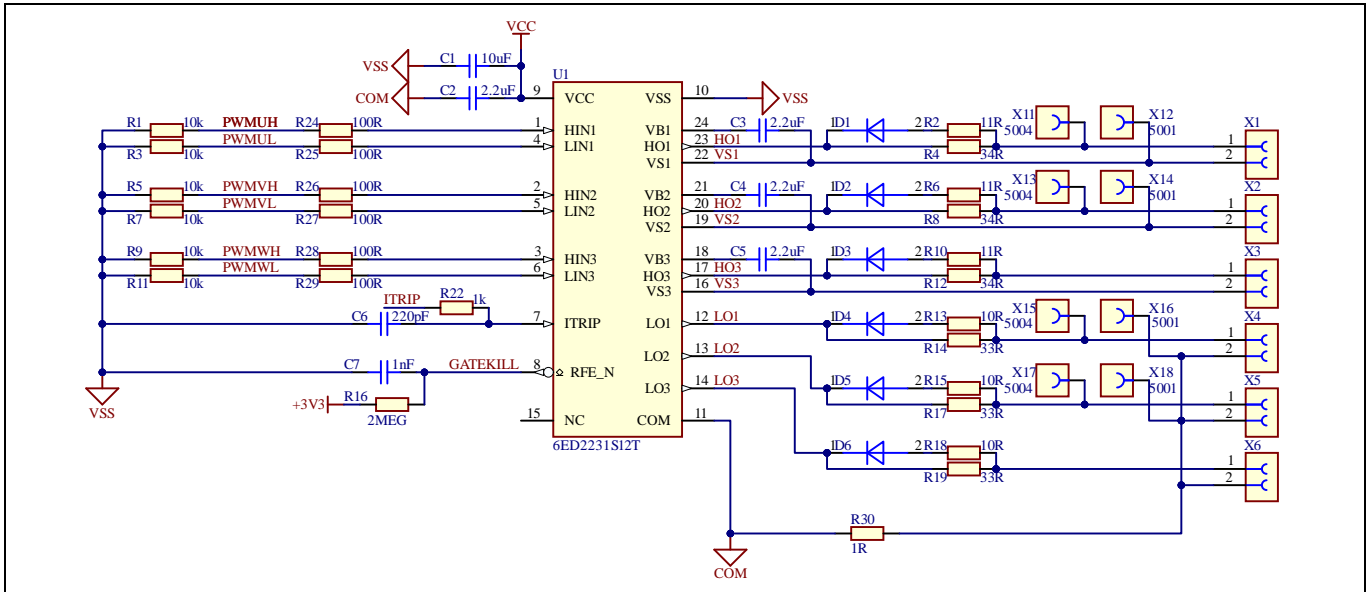 VCC
C1 10uF
VSS
U1
C2 2.2uF
COM
9 VCC VSS 10 VSS
R1 10k PWMUH R24 100R 1 HIN1 VB1 24 C3 2.2uF 1D1 2 R2 11R X11 5004 X12 5001 X1
R3 10k PWMUL R25 100R 4 LIN1 HO1 23 HO1 R4 34R 1
VS1 22 VS1 2
R5 10k PWMVH R26 100R 2 HIN2 VB2 21 C4 2.2uF 1D2 2 R6 11R X13 5004 X14 5001 X2
R7 10k PWMVL R27 100R 5 LIN2 HO2 20 HO2 R8 34R 1
VS2 19 VS2 2
R9 10k PWMWH R28 100R 3 HIN3 VB3 18 C5 2.2uF 1D3 2 R10 11R X3
R11 10k PWMWL R29 100R 6 LIN3 HO3 17 HO3 R12 34R 1
VS3 16 VS3 2
ITRIP R22 1k
C6 220pF 7 ITRIP LO1 12 LO1 1D4 2 R13 10R X15 5004 X16 5001 X4
R14 33R 1
LO2 13 LO2 2
C7 1nF GATEKILL 8 RFE_N
LO3 14 LO3 1D5 2 R15 10R X17 5004 X18 5001 X5
+3V3 R16 2MEG R17 33R 1
VSS
15 NC COM 11 2
6ED2231S12T
1D6 2 R18 10R X6
R19 33R 1
2
R30
1R
COM